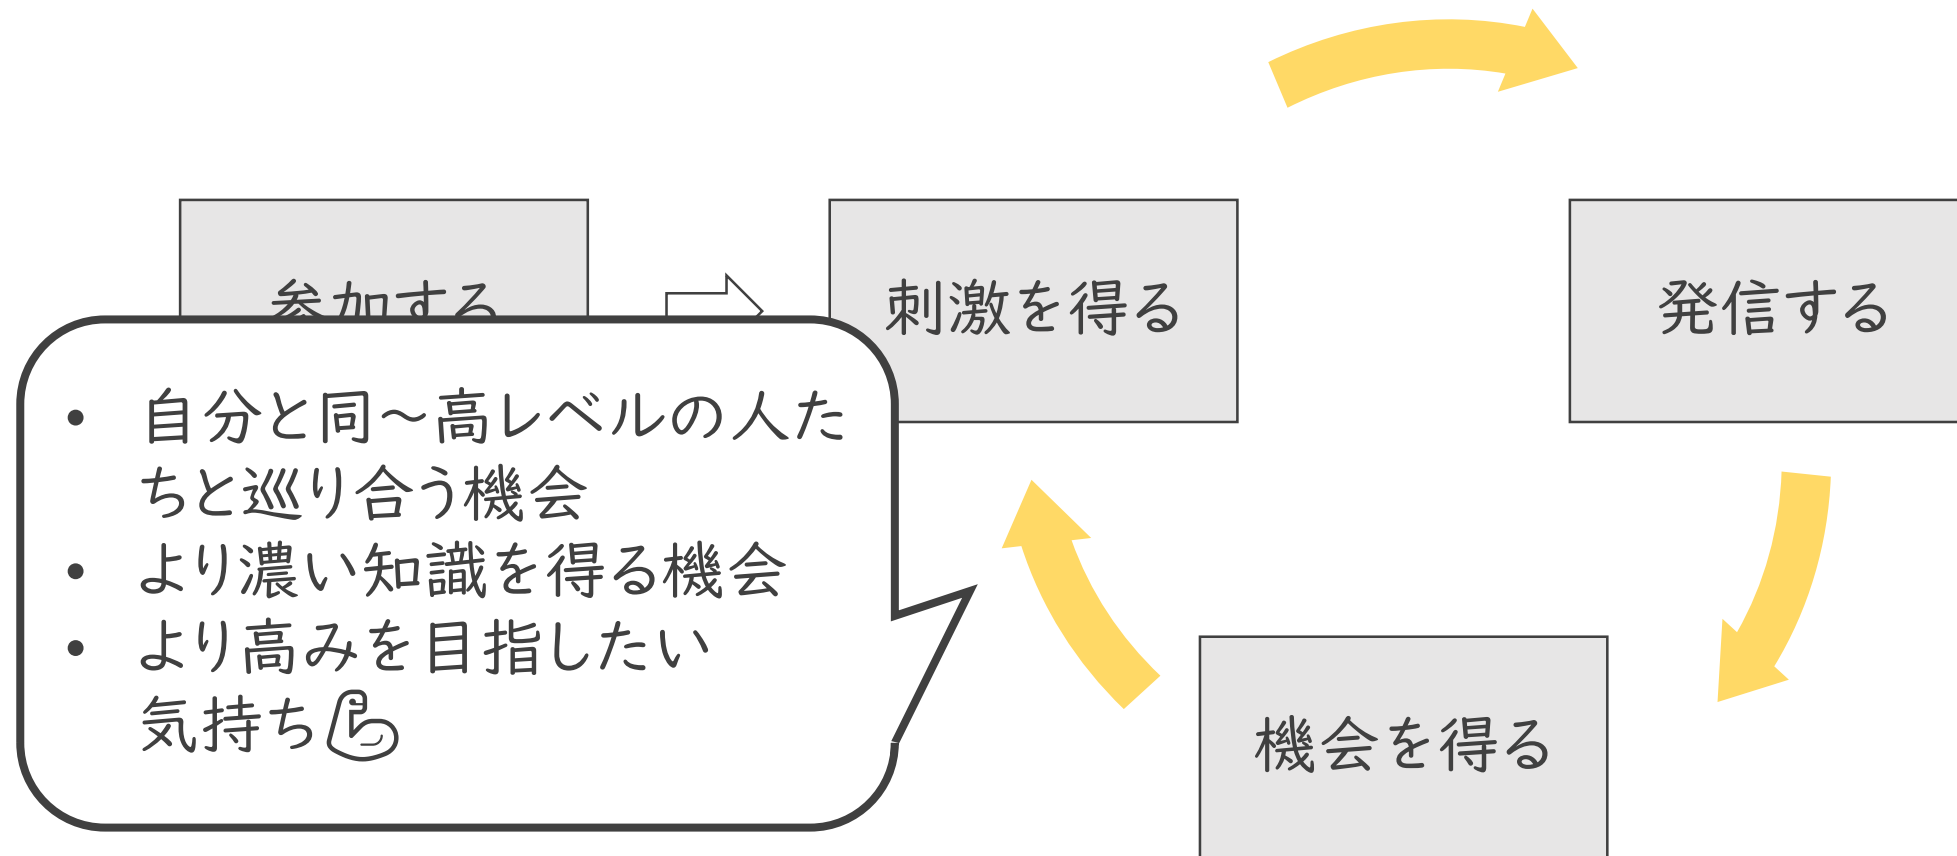 参加する
刺激を得る
発信する
• 自分と同～高レベルの人た
ちと巡り合う機会
• より濃い知識を得る機会
• より高みを目指したい
気持ち💪
機会を得る